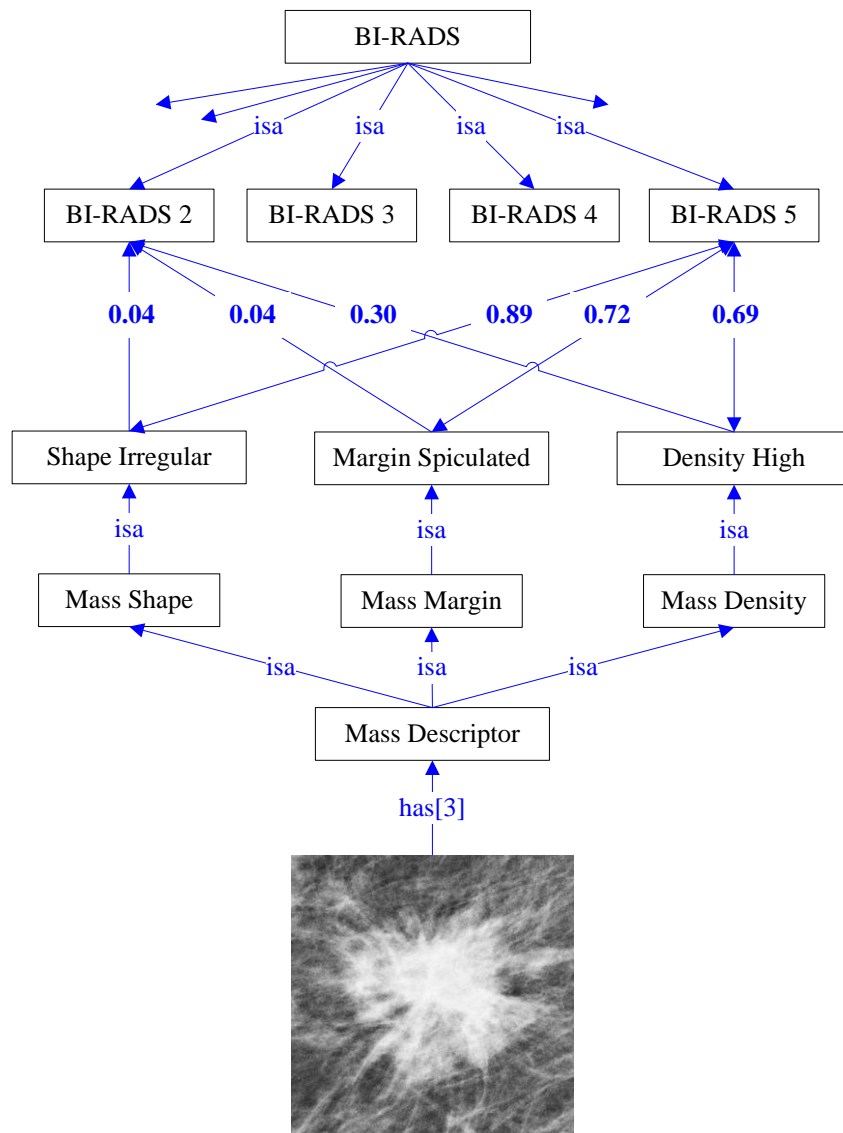 BI-RADS
isa isa isa isa
BI-RADS 2 BI-RADS 3 BI-RADS 4 BI-RADS 5
0.04 0.04 0.30 0.89 0.72 0.69
Shape Irregular Margin Spiculated Density High
isa isa isa
Mass Shape Mass Margin Mass Density
isa isa isa
Mass Descriptor
has[3]